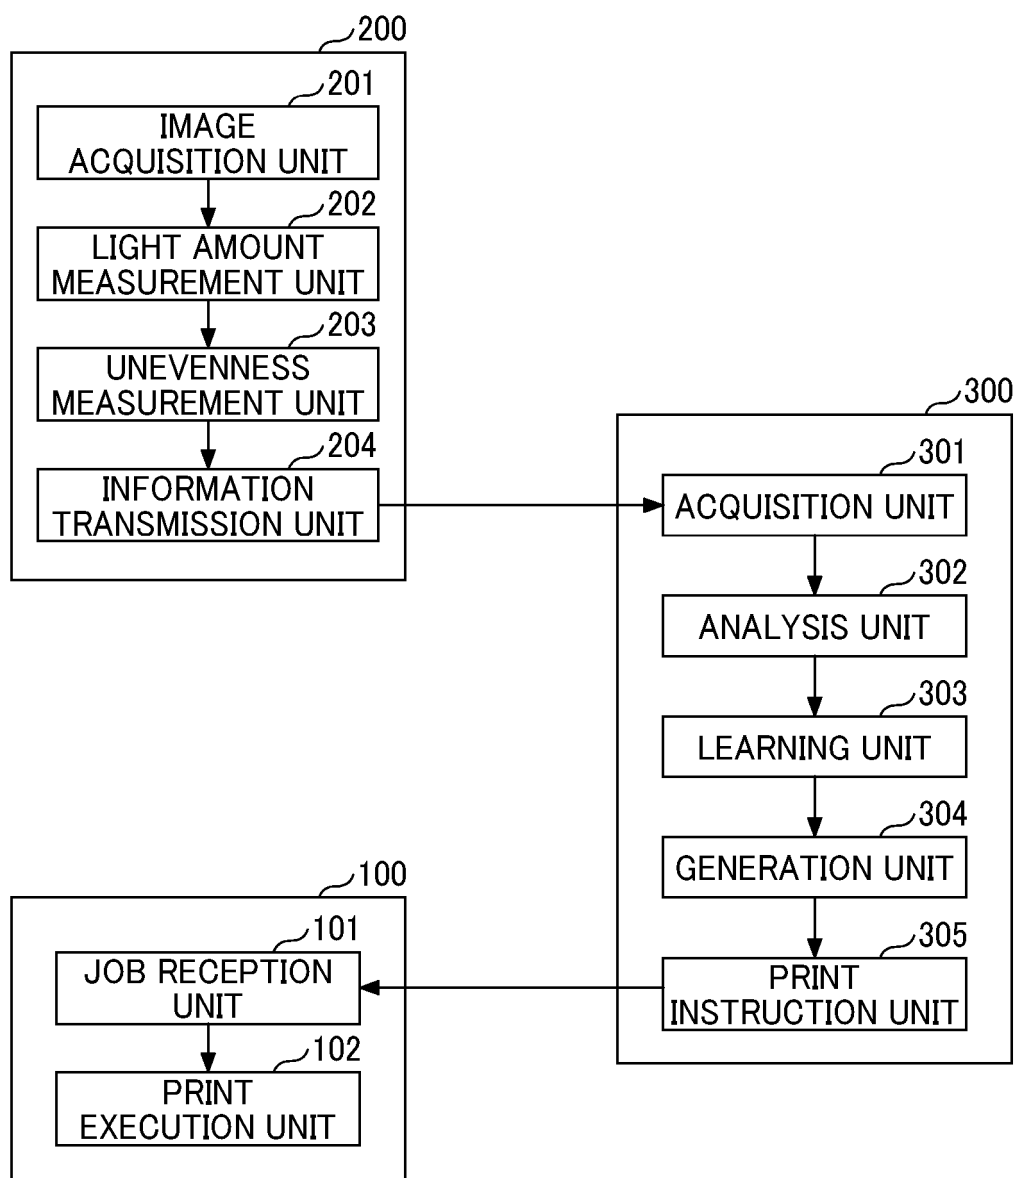 200
201
IMAGE
ACQUISITION UNIT
202
LIGHT AMOUNT
MEASUREMENT UNIT
203
UNEVENNESS
MEASUREMENT UNIT
204
INFORMATION
TRANSMISSION UNIT
300
301
ACQUISITION UNIT
302
ANALYSIS UNIT
303
LEARNING UNIT
304
GENERATION UNIT
305
PRINT
INSTRUCTION UNIT
100
101
JOB RECEPTION
UNIT
102
PRINT
EXECUTION UNIT